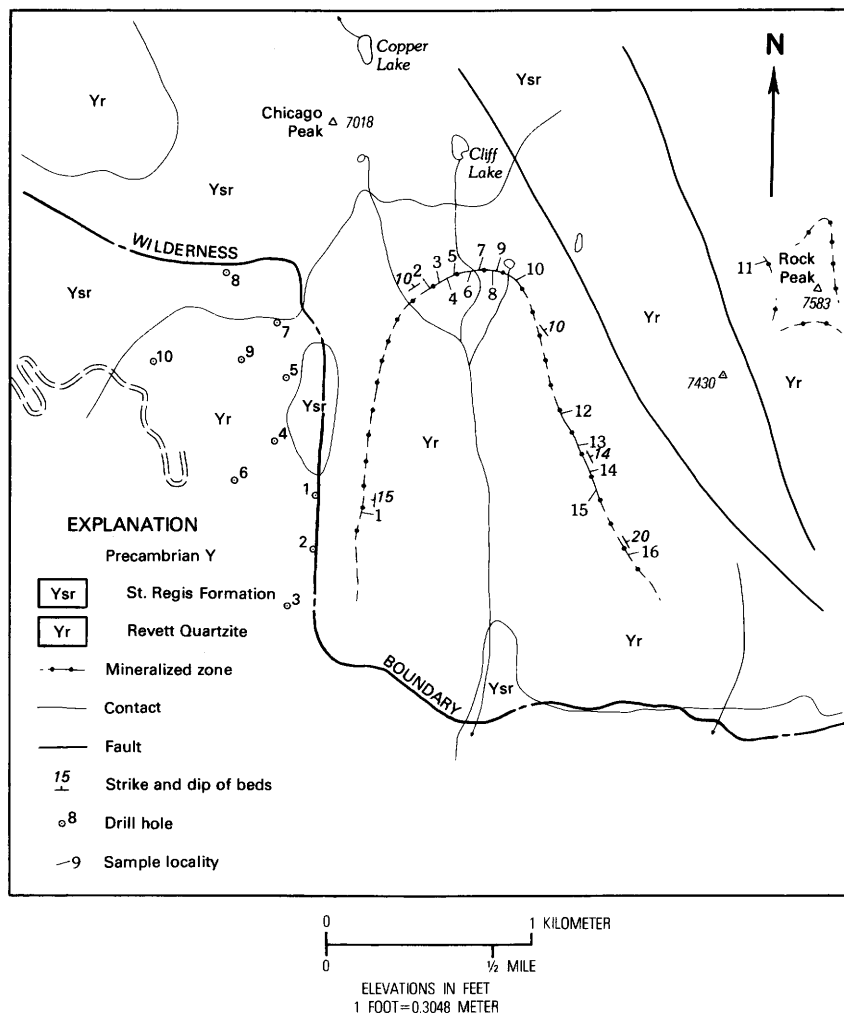 Copper
Lake
N
Ysr
Yr
Chicago
Peak
7018
Cliff
Lake
Ysr
WILDERNESS
8
10
2
3
5
7
9
4
6
8
10
11
Rock
Peak
7583
Ysr
7
10
9
5
10
Yr
Yr
7430
Ysr
Yr
4
Yr
12
13
14
14
6
1
15
1
15
20
16
2
3
EXPLANATION
Precambrian Y
Ysr St. Regis Formation
Yr Revett Quartzite
Mineralized zone
Contact
Fault
15 Strike and dip of beds
8 Drill hole
9 Sample locality
Yr
BOUNDARY
Ysr
0 1 KILOMETER
0 ½ MILE
ELEVATIONS IN FEET
1 FOOT=0.3048 METER